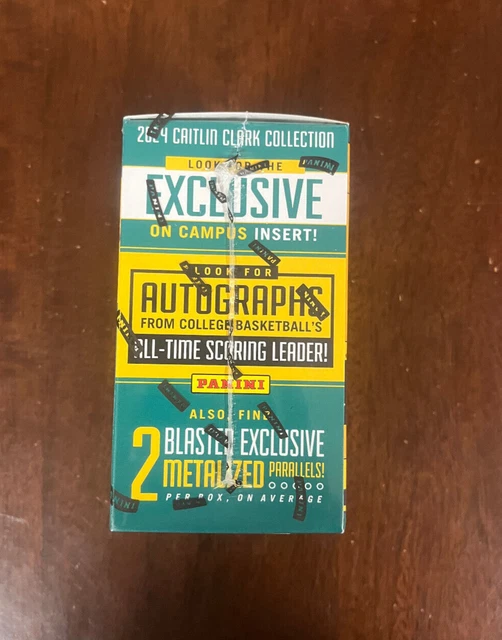 2024 CAITLIN CLARK COLLECTION
LOOK FOR THE
EXCLUSIVE
ON CAMPUS INSERT!
LOOK FOR
AUTOGRAPHS
FROM COLLEGE BASKETBALL'S
ALL-TIME SCORING LEADER!
PANINI
ALSO, FIND
2 BLASTER EXCLUSIVE
METALIZED PARALLELS!
PER BOX, ON AVERAGE
PANINI